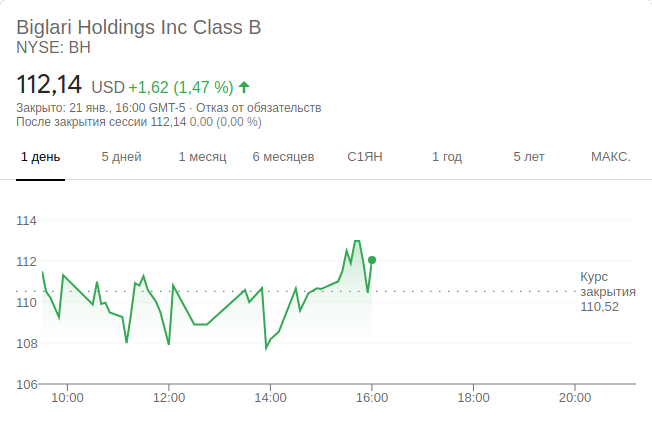 Biglari Holdings Inc Class B
NYSE: BH
112,14 USD +1,62 (1,47 %)
Закрыто: 21 янв., 16:00 GMT-5 · Отказ от обязательств
После закрытия сессии 112,14 0,00 (0,00 %)
1 день 5 дней 1 месяц 6 месяцев С1ЯН 1 год 5 лет МАКС.
114
112
Курс
закрытия
110,52
110
108
106
10:00 12:00 14:00 16:00 18:00 20:00